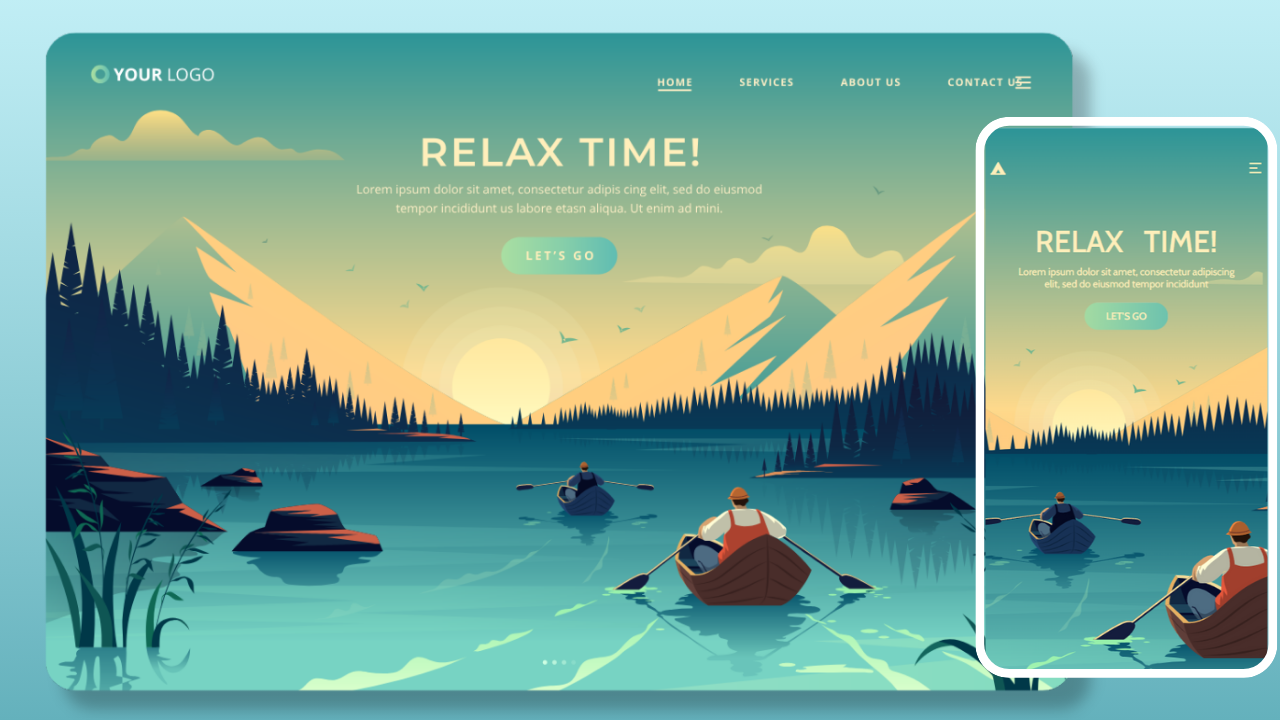 YOUR LOGO
HOME SERVICES ABOUT US CONTACT US
RELAX TIME!
Lorem ipsum dolor sit amet, consectetur adipis cing elit, sed do eiusmod
tempor incididunt us labore etasn aliqua. Ut enim ad mini.
LET'S GO
RELAX TIME!
Lorem ipsum dolor sit amet, consectetur adipiscing
elit, sed do eiusmod tempor incididunt
LET'S GO